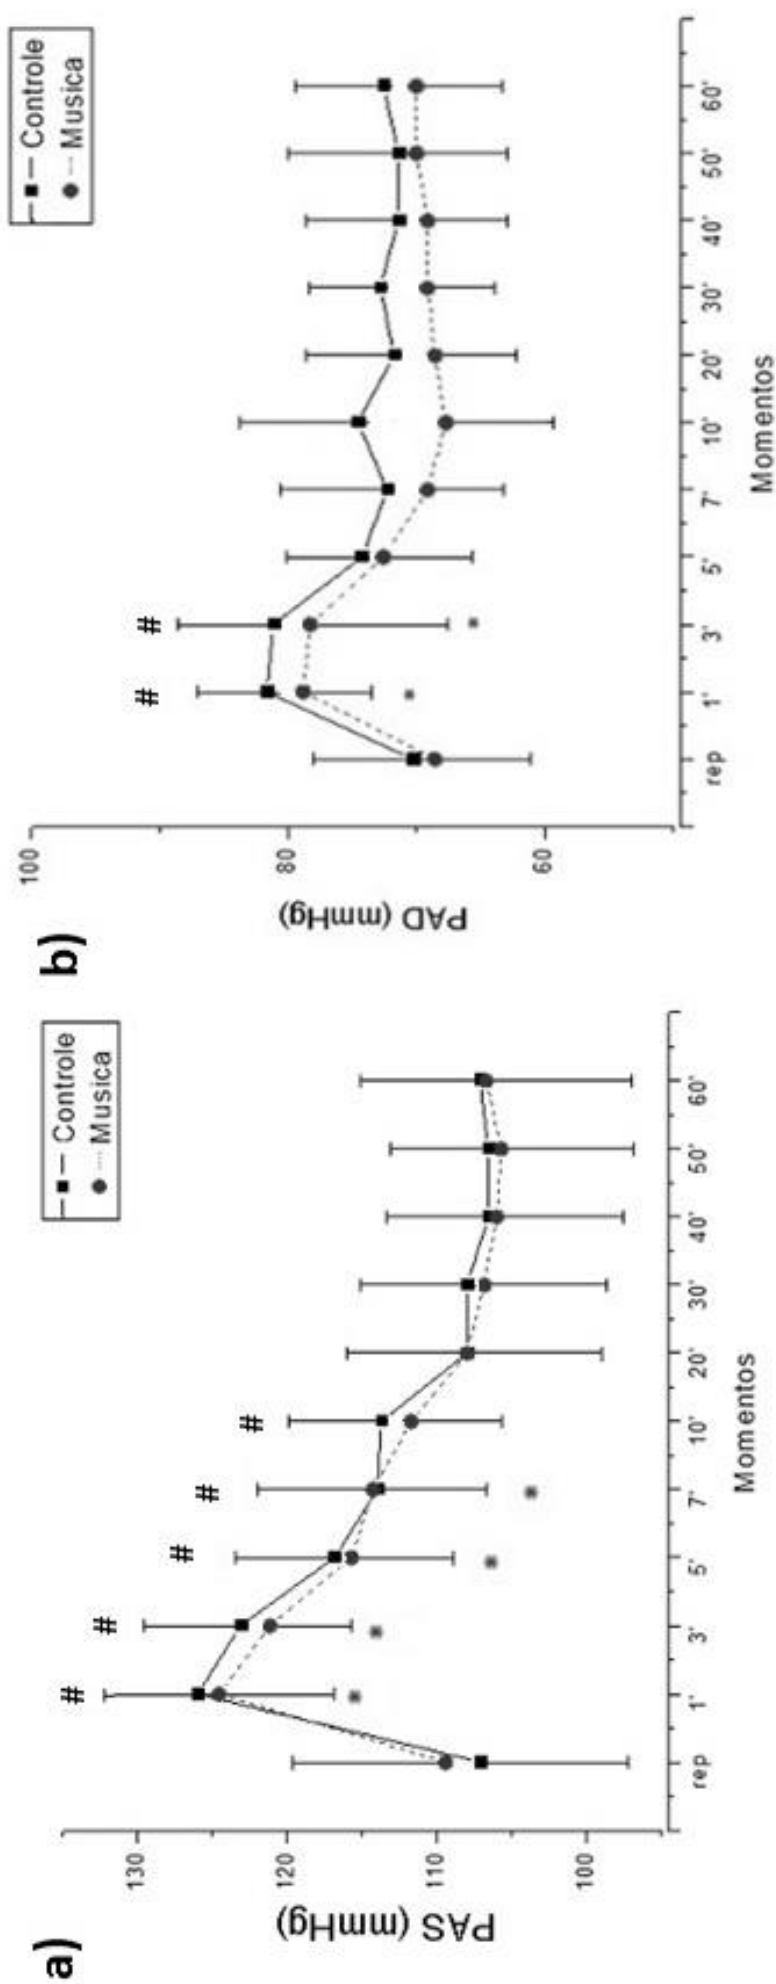 a)
Controle
Musica
PAS (mmHg)
130
120
110
100
# # # # #
* * * *
rep 1' 3' 5' 7' 10' 20' 30' 40' 50' 60'
Momentos
b)
Controle
Musica
PAD (mmHg)
100
80
60
# #
* *
rep 1' 3' 5' 7' 10' 20' 30' 40' 50' 60'
Momentos